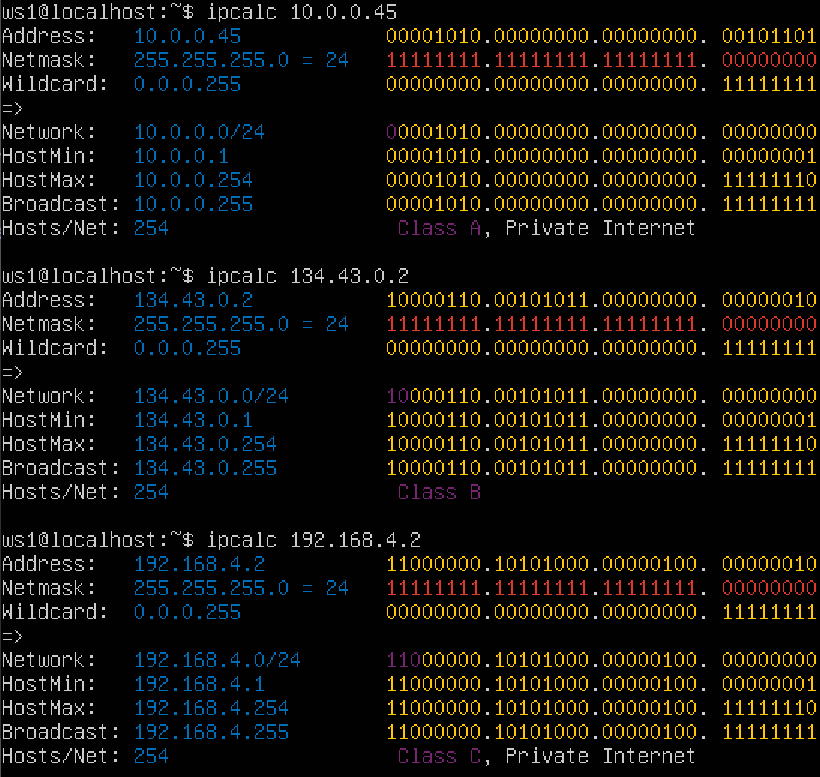 ws1@localhost:~$ ipcalc 10.0.0.45
Address:   10.0.0.45            00001010.00000000.00000000. 00101101
Netmask:   255.255.255.0 = 24   11111111.11111111.11111111. 00000000
Wildcard:  0.0.0.255            00000000.00000000.00000000. 11111111
=>
Network:   10.0.0.0/24          00001010.00000000.00000000. 00000000
HostMin:   10.0.0.1             00001010.00000000.00000000. 00000001
HostMax:   10.0.0.254           00001010.00000000.00000000. 11111110
Broadcast: 10.0.0.255           00001010.00000000.00000000. 11111111
Hosts/Net: 254                   Class A, Private Internet

ws1@localhost:~$ ipcalc 134.43.0.2
Address:   134.43.0.2           10000110.00101011.00000000. 00000010
Netmask:   255.255.255.0 = 24   11111111.11111111.11111111. 00000000
Wildcard:  0.0.0.255            00000000.00000000.00000000. 11111111
=>
Network:   134.43.0.0/24        10000110.00101011.00000000. 00000000
HostMin:   134.43.0.1           10000110.00101011.00000000. 00000001
HostMax:   134.43.0.254         10000110.00101011.00000000. 11111110
Broadcast: 134.43.0.255         10000110.00101011.00000000. 11111111
Hosts/Net: 254                   Class B

ws1@localhost:~$ ipcalc 192.168.4.2
Address:   192.168.4.2          11000000.10101000.00000100. 00000010
Netmask:   255.255.255.0 = 24   11111111.11111111.11111111. 00000000
Wildcard:  0.0.0.255            00000000.00000000.00000000. 11111111
=>
Network:   192.168.4.0/24       11000000.10101000.00000100. 00000000
HostMin:   192.168.4.1          11000000.10101000.00000100. 00000001
HostMax:   192.168.4.254        11000000.10101000.00000100. 11111110
Broadcast: 192.168.4.255        11000000.10101000.00000100. 11111111
Hosts/Net: 254                   Class C, Private Internet